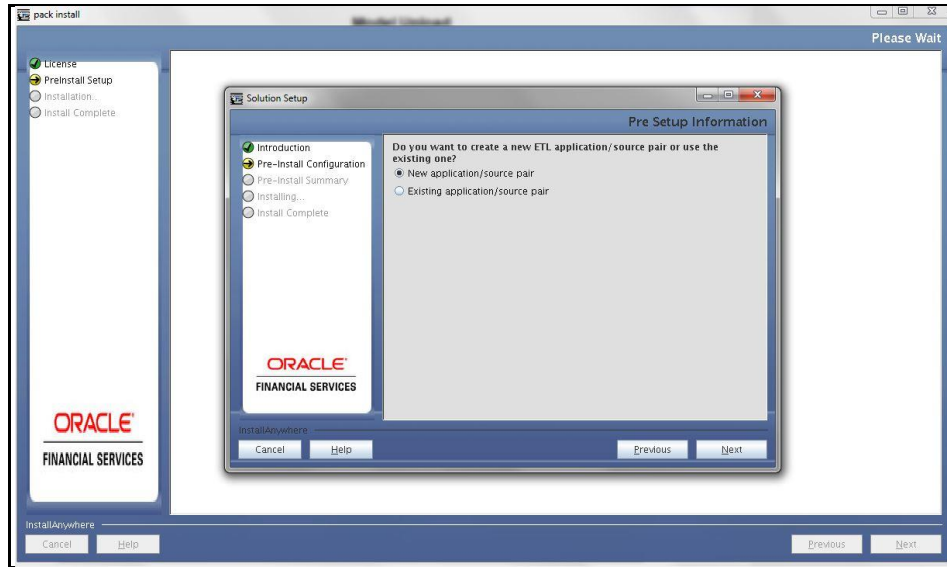 pack install
Model Upload
Please Wait
License
PreInstall Setup
Installation...
Install Complete
Solution Setup
Pre Setup Information
Introduction
Pre-Install Configuration
Pre-Install Summary
Installing...
Install Complete
Do you want to create a new ETL application/source pair or use the
existing one?
New application/source pair
Existing application/source pair
ORACLE
FINANCIAL SERVICES
InstallAnywhere
Cancel Help Previous Next
ORACLE
FINANCIAL SERVICES
InstallAnywhere
Cancel Help Previous Next